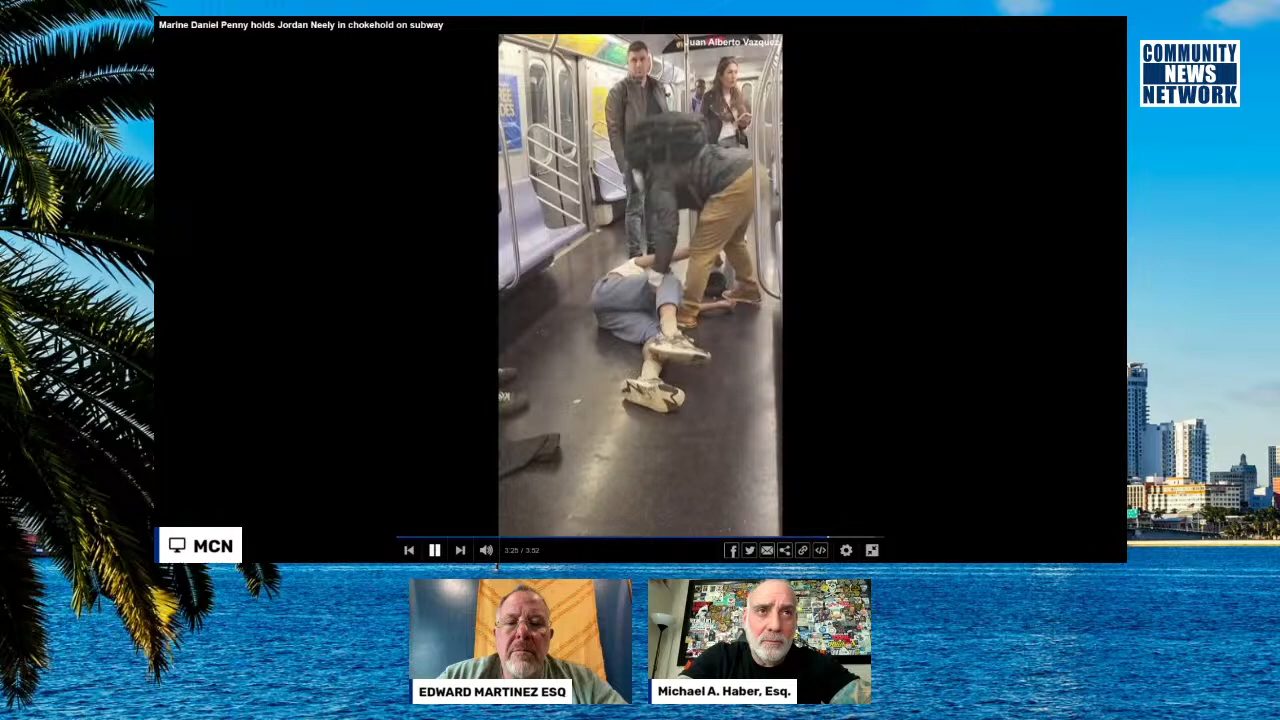 Marine Daniel Penny holds Jordan Neely in chokehold on subway
Juan Alberto Vazquez
COMMUNITY
NEWS
NETWORK
MCN
3:25 / 3:52
EDWARD MARTINEZ ESQ
Michael A. Haber, Esq.